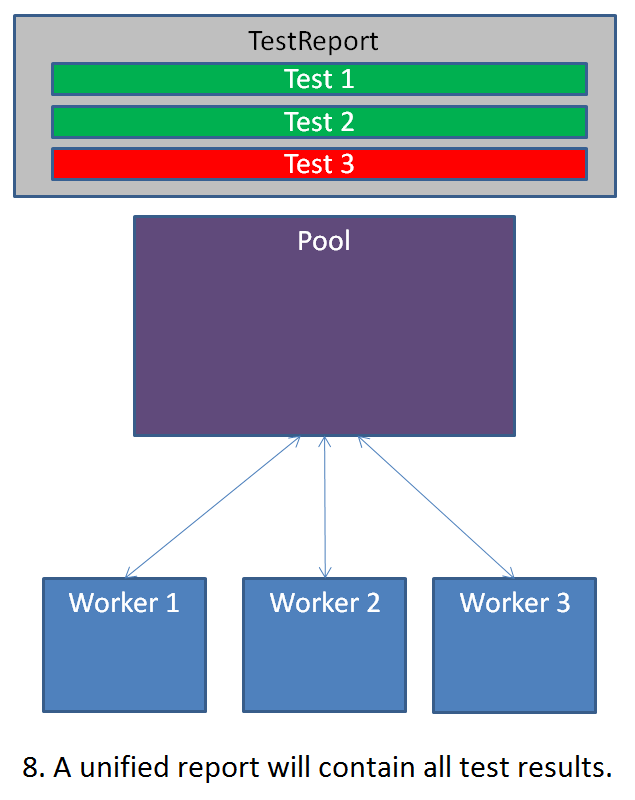 TestReport
Test 1
Test 2
Test 3
Pool
Worker 1
Worker 2
Worker 3
8. A unified report will contain all test results.